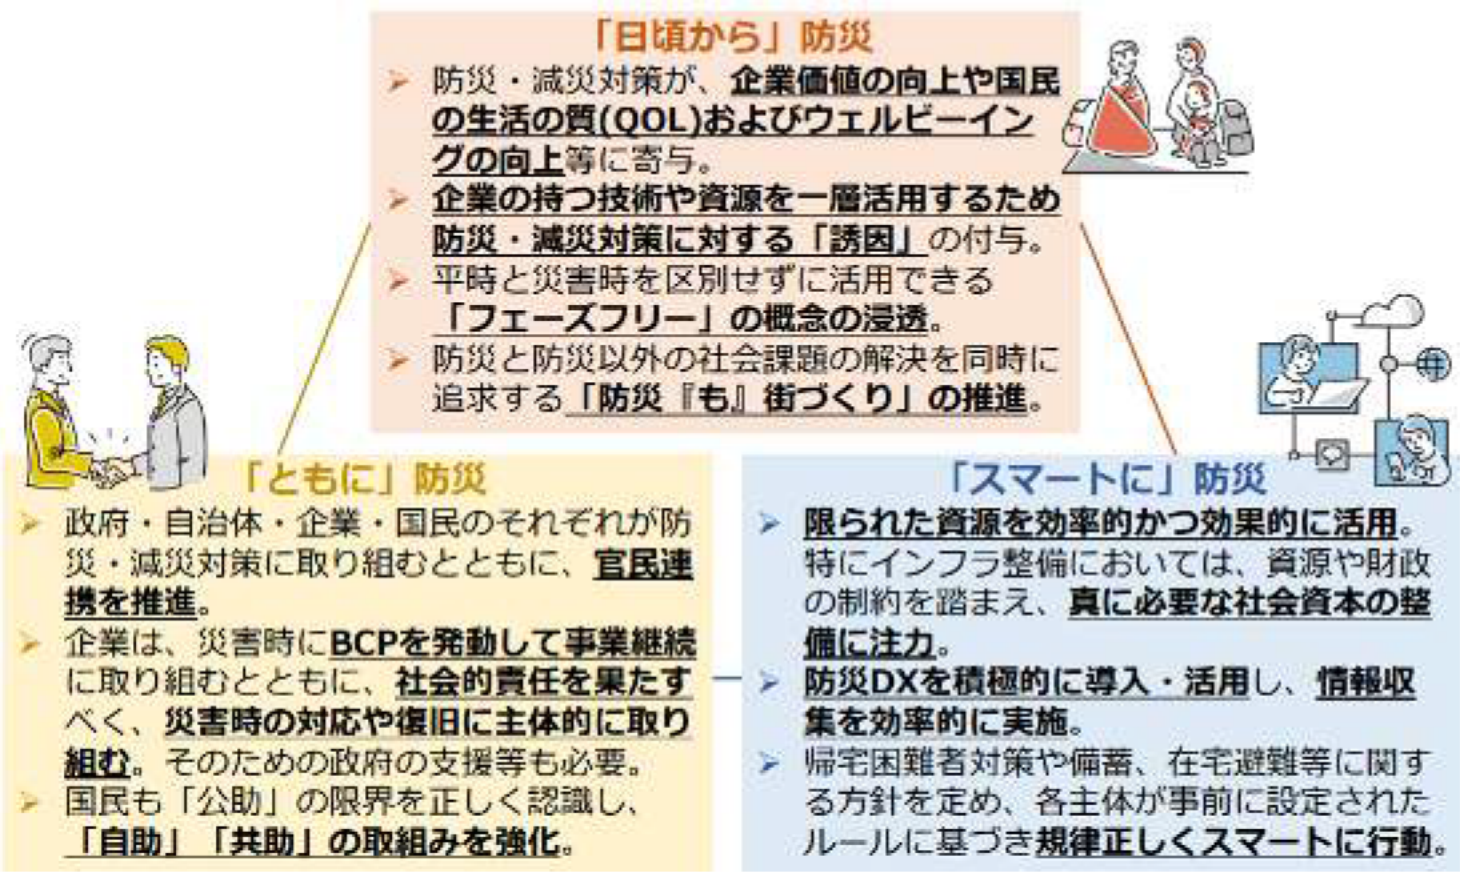 「日頃から」防災
➢ 防災・減災対策が、企業価値の向上や国民
の生活の質(QOL)およびウェルビーイン
グの向上等に寄与。
➢ 企業の持つ技術や資源を一層活用するため
防災・減災対策に対する「誘因」の付与。
➢ 平時と災害時を区別せずに活用できる
「フェーズフリー」の概念の浸透。
➢ 防災と防災以外の社会課題の解決を同時に
追求する「防災『も』街づくり」の推進。
「ともに」防災
➢ 政府・自治体・企業・国民のそれぞれが防
災・減災対策に取り組むとともに、官民連
携を推進。
➢ 企業は、災害時にBCPを発動して事業継続
に取り組むとともに、社会的責任を果たす
べく、災害時の対応や復旧に主体的に取り
組む。そのための政府の支援等も必要。
➢ 国民も「公助」の限界を正しく認識し、
「自助」「共助」の取組みを強化。
「スマートに」防災
➢ 限られた資源を効率的かつ効果的に活用。
特にインフラ整備においては、資源や財政
の制約を踏まえ、真に必要な社会資本の整
備に注力。
➢ 防災DXを積極的に導入・活用し、情報収
集を効率的に実施。
➢ 帰宅困難者対策や備蓄、在宅避難等に関す
る方針を定め、各主体が事前に設定された
ルールに基づき規律正しくスマートに行動。